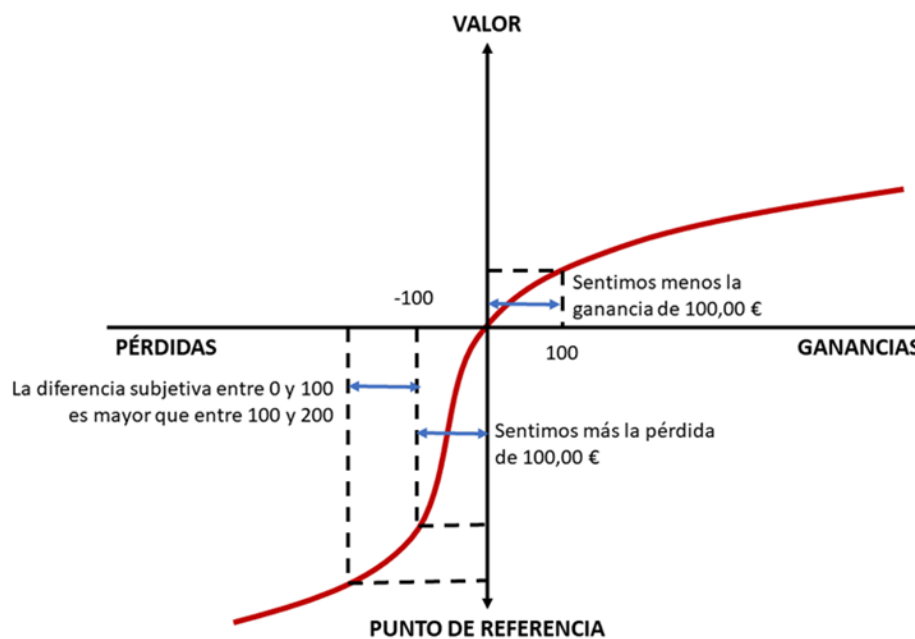 VALOR
-100
Sentimos menos la
ganancia de 100,00 €
PÉRDIDAS
100
GANANCIAS
La diferencia subjetiva entre 0 y 100
es mayor que entre 100 y 200
Sentimos más la pérdida
de 100,00 €
PUNTO DE REFERENCIA